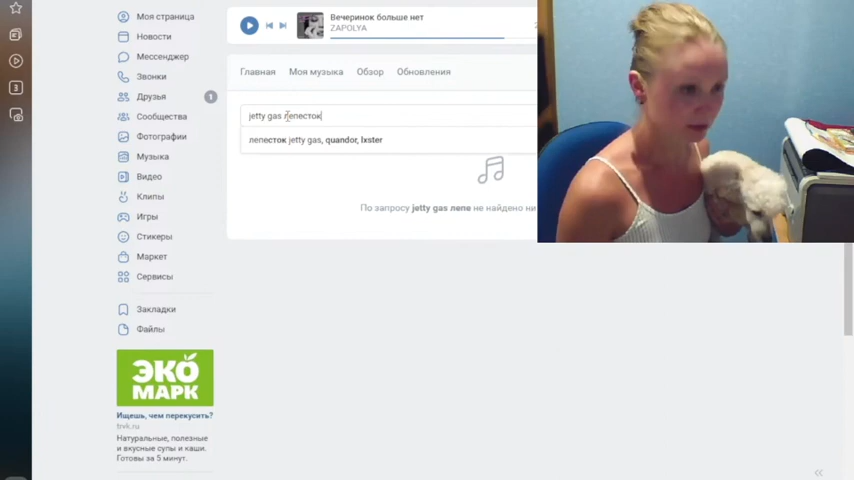 Моя страница
Новости
Мессенджер
Звонки
Друзья
1
Сообщества
Фотографии
Музыка
Видео
Клипы
Игры
Стикеры
Маркет
Сервисы
Закладки
Файлы
3
Вечеринок больше нет
ZAPOLYA
Главная
Моя музыка
Обзор
Обновления
jetty gas лепесток
лепесток jetty gas, quandor, lxster
По запросу jetty gas лепе не найдено ни
ЭКО
МАРК
Ищешь, чем перекусить?
trvk.ru
Натуральные, полезные
и вкусные супы и каши.
Готовы за 5 минут.